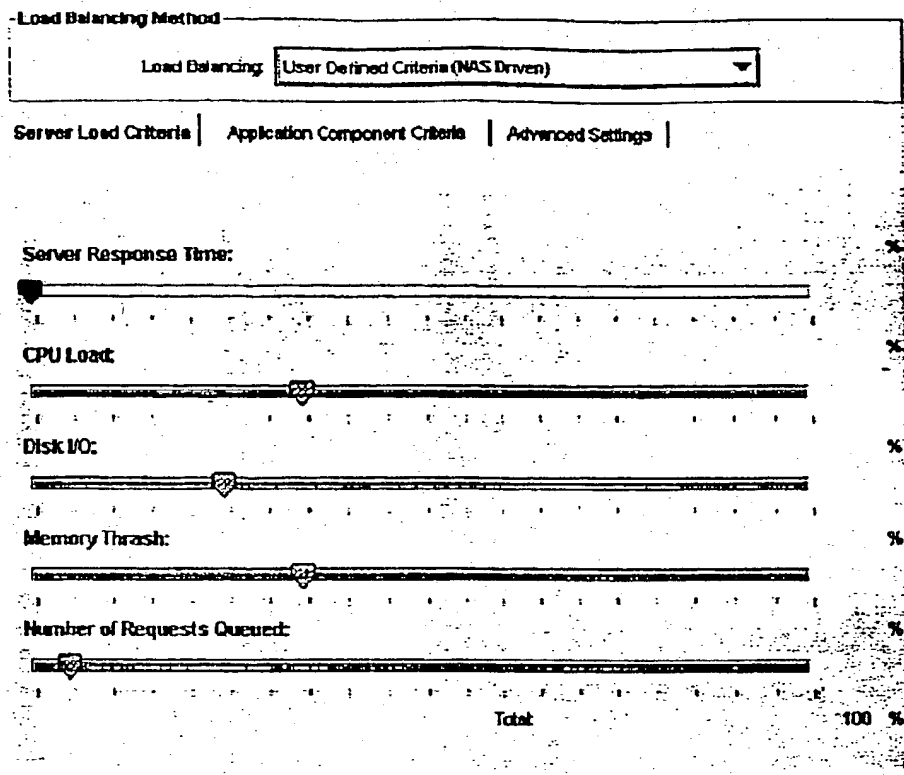 Load Balancing Method
Load Balancing: User Defined Criteria (NAS Driven)
Server Load Criteria Application Component Criteria Advanced Settings
Server Response Time:
%
CPU Load:
%
Disk I/O:
%
Memory Thrash:
%
Number of Requests Queued:
%
Total: 100 %